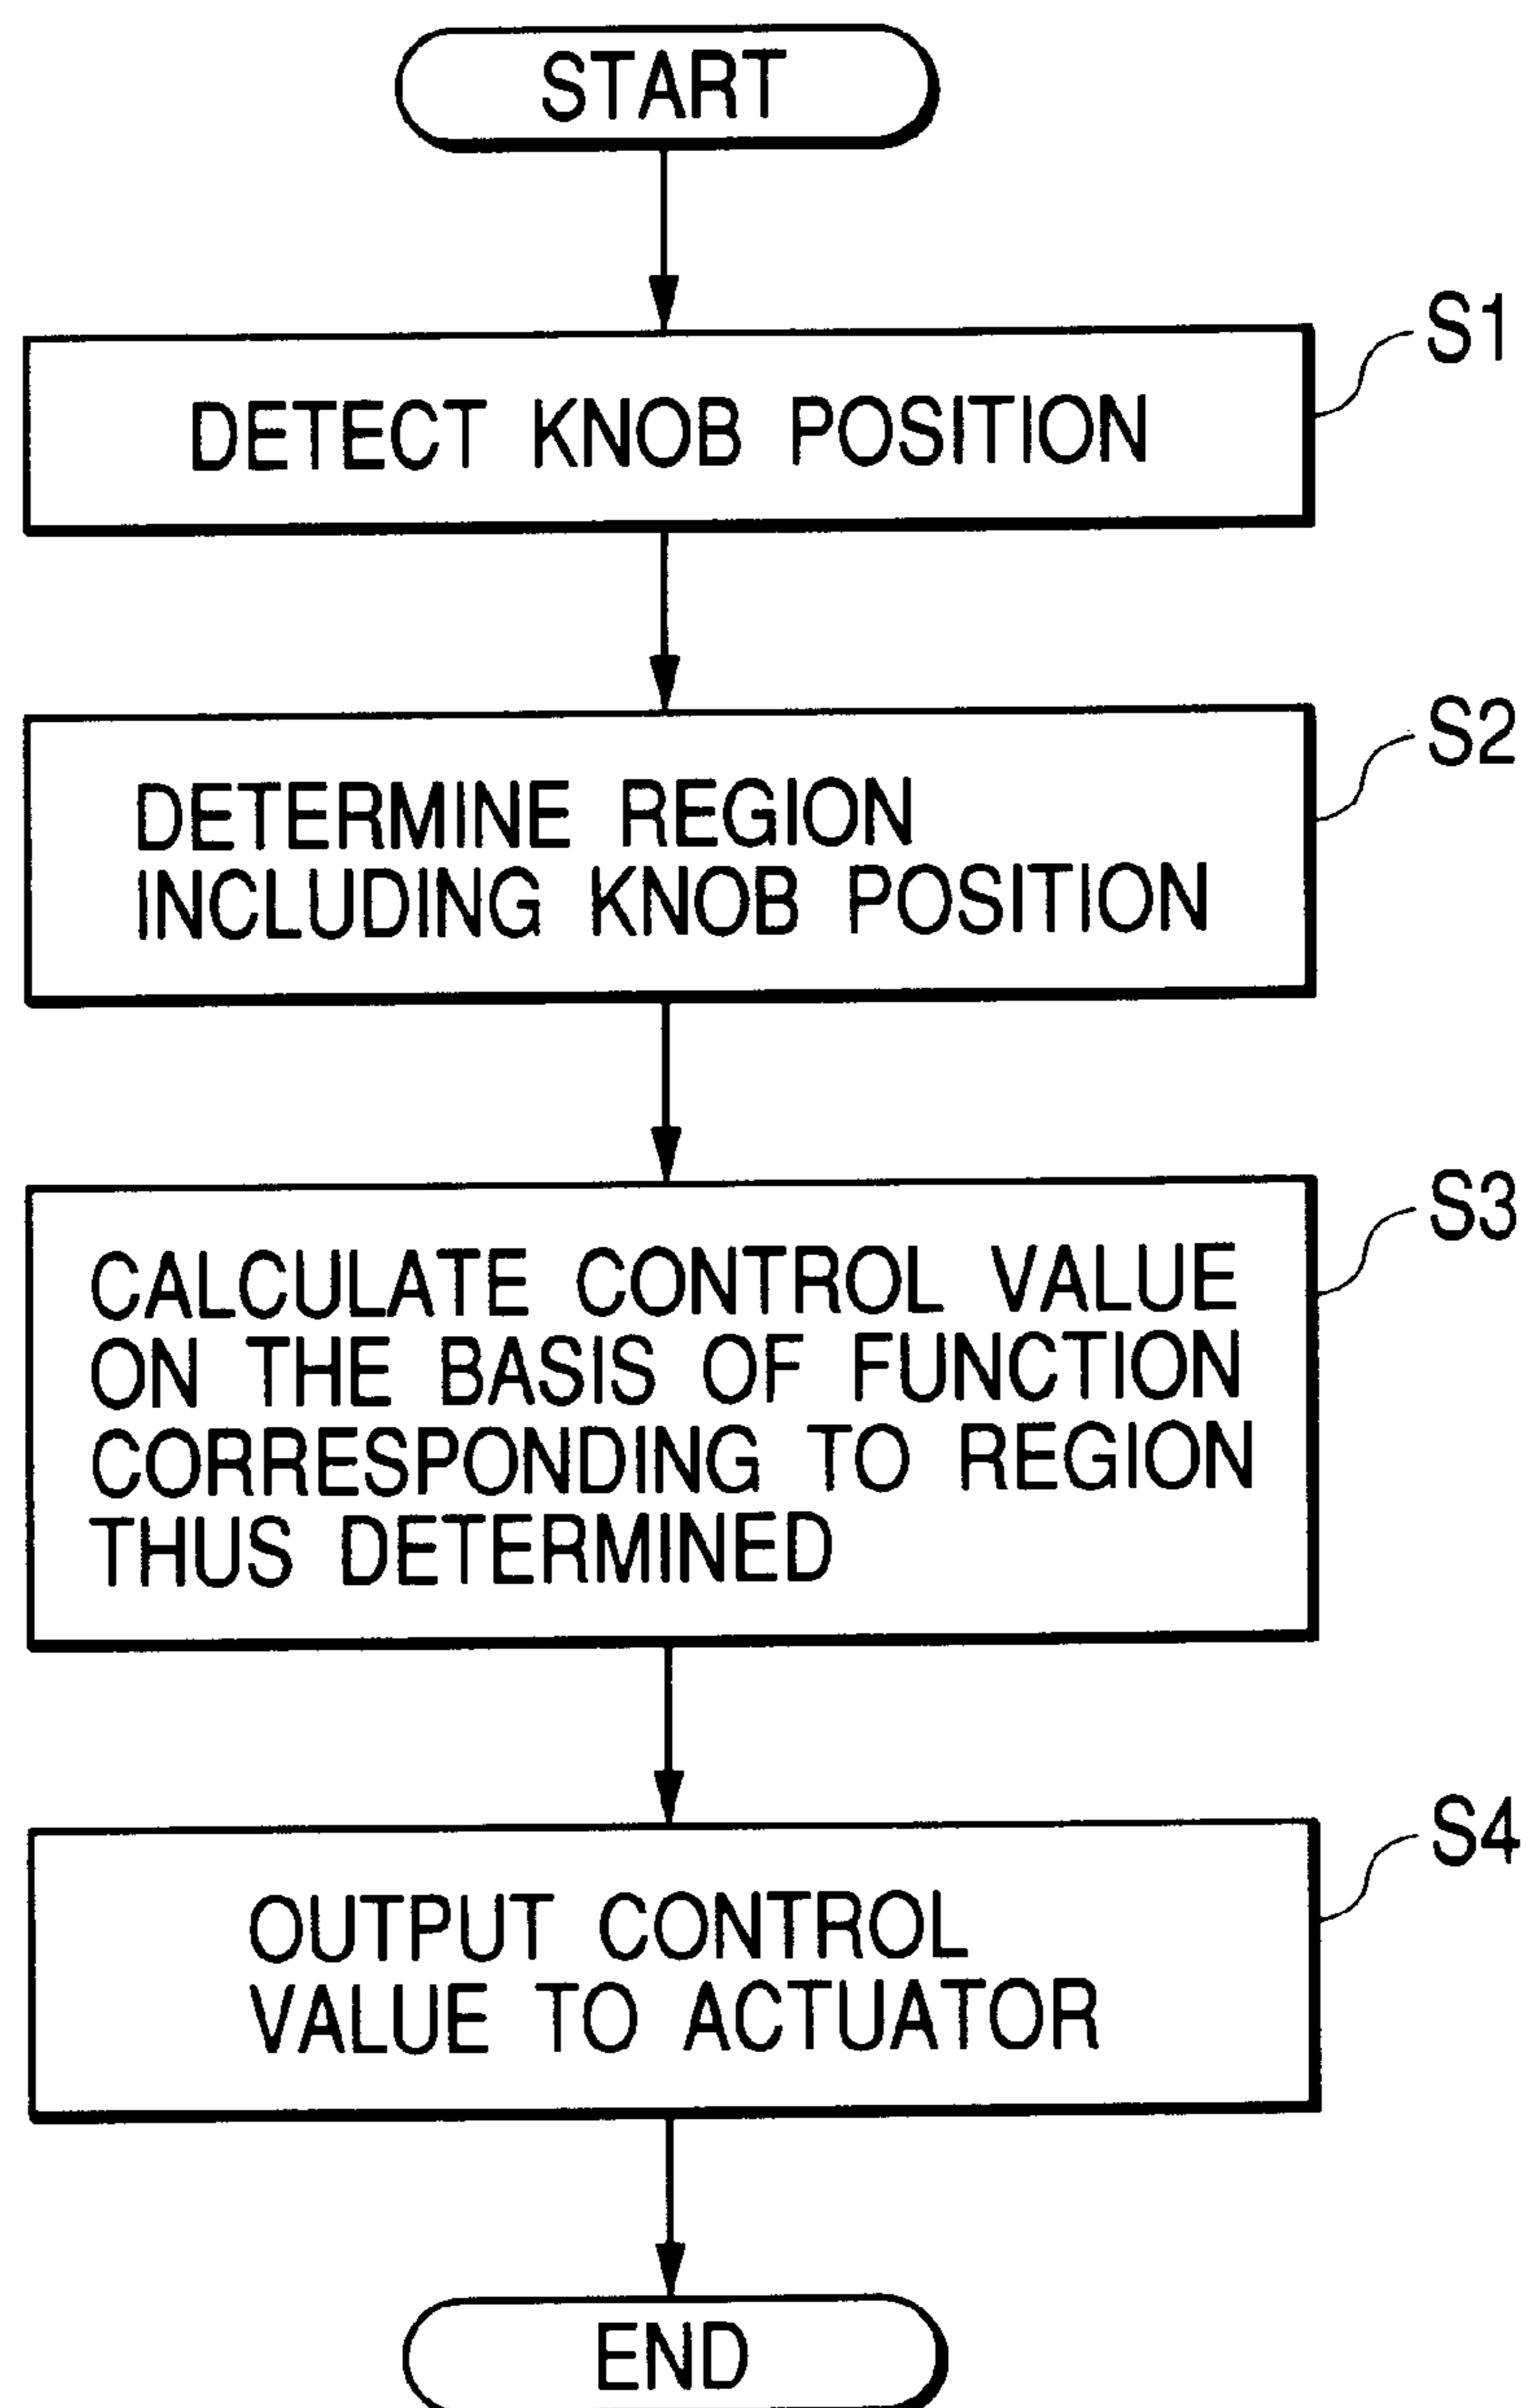 START
S1
DETECT KNOB POSITION
S2
DETERMINE REGION
INCLUDING KNOB POSITION
S3
CALCULATE CONTROL VALUE
ON THE BASIS OF FUNCTION
CORRESPONDING TO REGION
THUS DETERMINED
S4
OUTPUT CONTROL
VALUE TO ACTUATOR
END